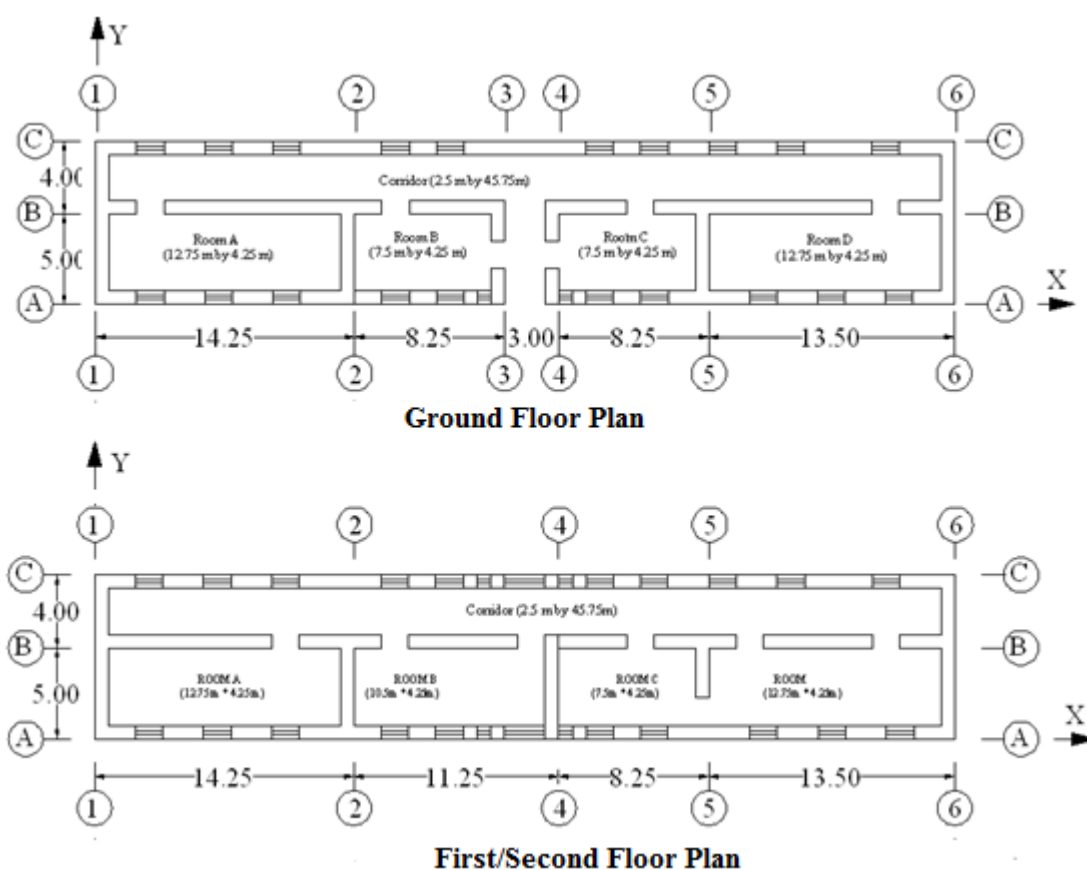 Y
1 2 3 4 5 6
C C
4.00
Corridor (2.5 m by 45.75m)
B B
5.00
Room A
(12.75 m by 4.25 m)
Room B
(7.5 m by 4.25 m)
Room C
(7.5 m by 4.25 m)
Room D
(12.75 m by 4.25 m)
X
A A
14.25 8.25 3.00 8.25 13.50
1 2 3 4 5 6
Ground Floor Plan
Y
1 2 4 5 6
C C
4.00
Corridor (2.5 m by 45.75m)
B B
5.00
ROOM A
(12.75m * 4.25m.)
ROOM B
(10.5m * 4.25m.)
ROOM C
(7.5m * 4.25m.)
ROOM
(12.75m * 4.25m.)
X
A A
14.25 11.25 8.25 13.50
1 2 4 5 6
First/Second Floor Plan